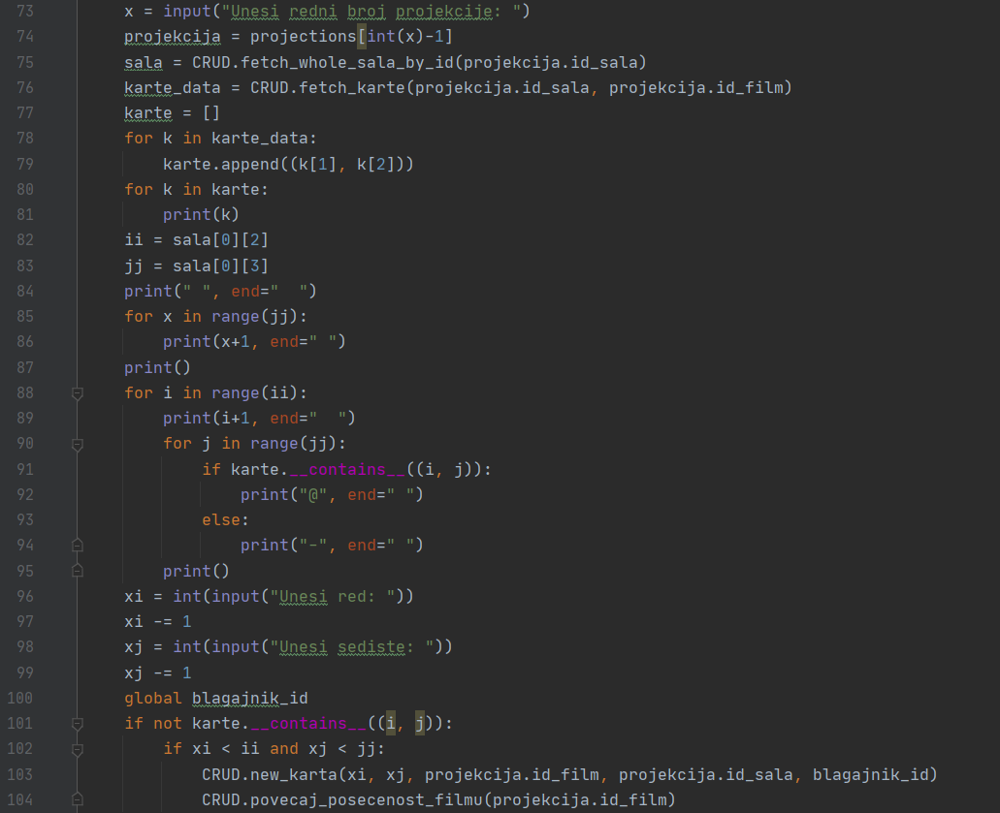 73 x = input("Unesi redni broj projekcije: ")
74 projekcija = projections[int(x)-1]
75 sala = CRUD.fetch_whole_sala_by_id(projekcija.id_sala)
76 karte_data = CRUD.fetch_karte(projekcija.id_sala, projekcija.id_film)
77 karte = []
78 for k in karte_data:
79     karte.append((k[1], k[2]))
80 for k in karte:
81     print(k)
82 ii = sala[0][2]
83 jj = sala[0][3]
84 print(" ", end="  ")
85 for x in range(jj):
86     print(x+1, end=" ")
87 print()
88 for i in range(ii):
89     print(i+1, end="  ")
90     for j in range(jj):
91         if karte.__contains__((i, j)):
92             print("@", end=" ")
93         else:
94             print("-", end=" ")
95     print()
96 xi = int(input("Unesi red: "))
97 xi -= 1
98 xj = int(input("Unesi sediste: "))
99 xj -= 1
100 global blagajnik_id
101 if not karte.__contains__((i, j)):
102     if xi < ii and xj < jj:
103         CRUD.new_karta(xi, xj, projekcija.id_film, projekcija.id_sala, blagajnik_id)
104         CRUD.povecaj_posecenost_filmu(projekcija.id_film)